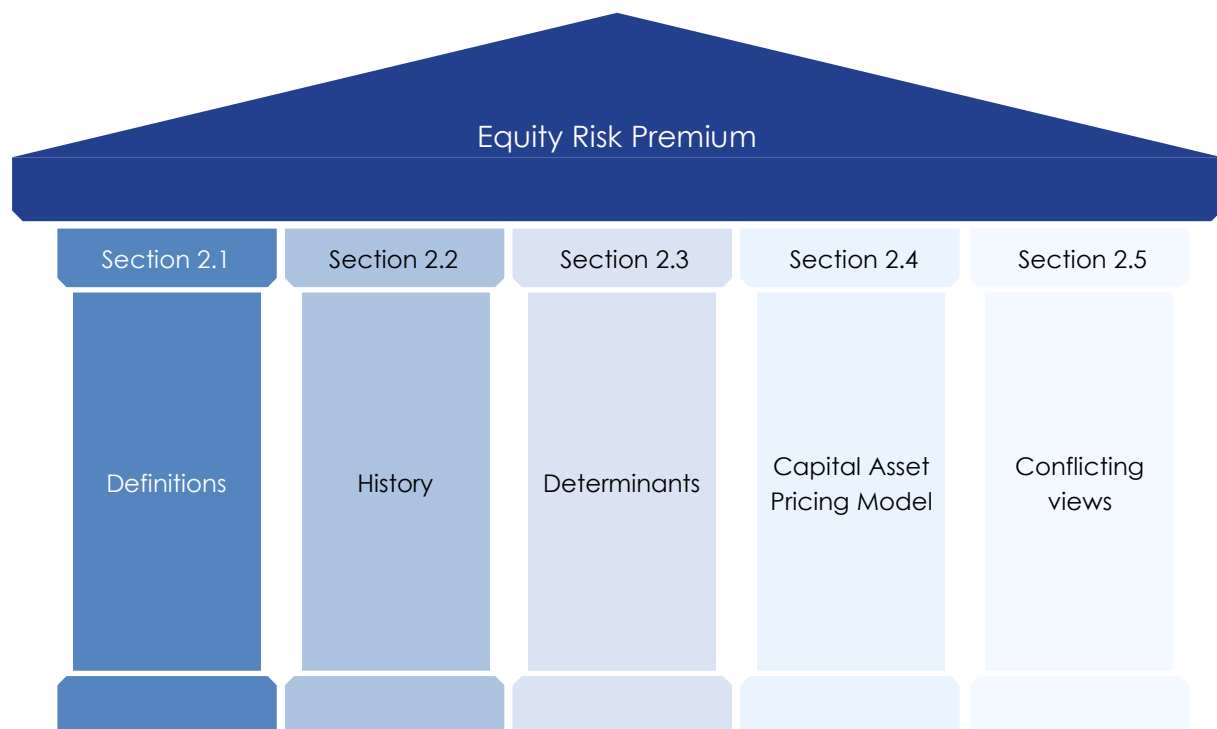 Equity Risk Premium
Section 2.1
Section 2.2
Section 2.3
Section 2.4
Section 2.5
Definitions
History
Determinants
Capital Asset
Pricing Model
Conflicting
views